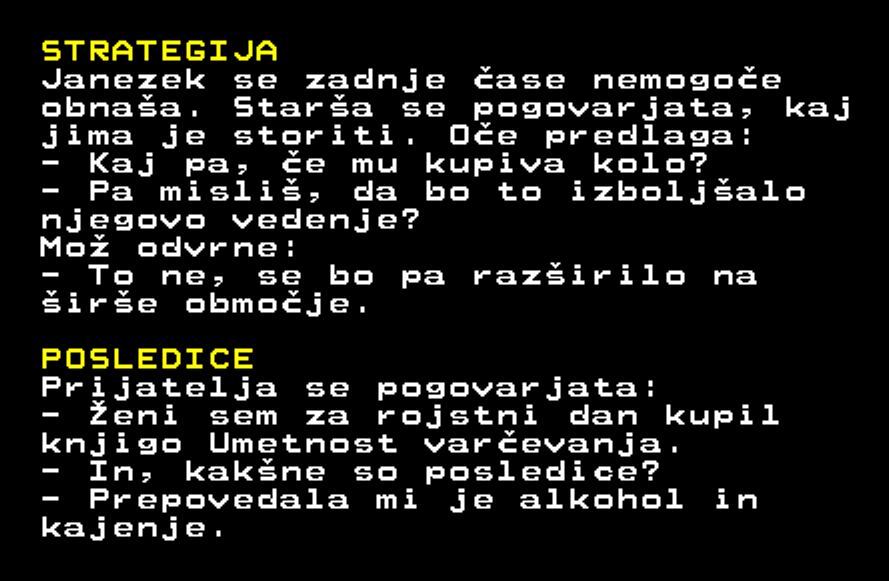 STRATEGIJA
Janezek se zadnje čase nemogoče
obnaša. Starša se pogovarjata, kaj
jima je storiti. Oče predlaga:
- Kaj pa, če mu kupiva kolo?
- Pa misliš, da bo to izboljšalo
njegovo vedenje?
Mož odvrne:
- To ne, se bo pa razširilo na
širše območje.
POSLEDICE
Prijatelja se pogovarjata:
- Ženi sem za rojstni dan kupil
knjigo Umetnost varčevanja.
- In, kakšne so posledice?
- Prepovedala mi je alkohol in
kajenje.